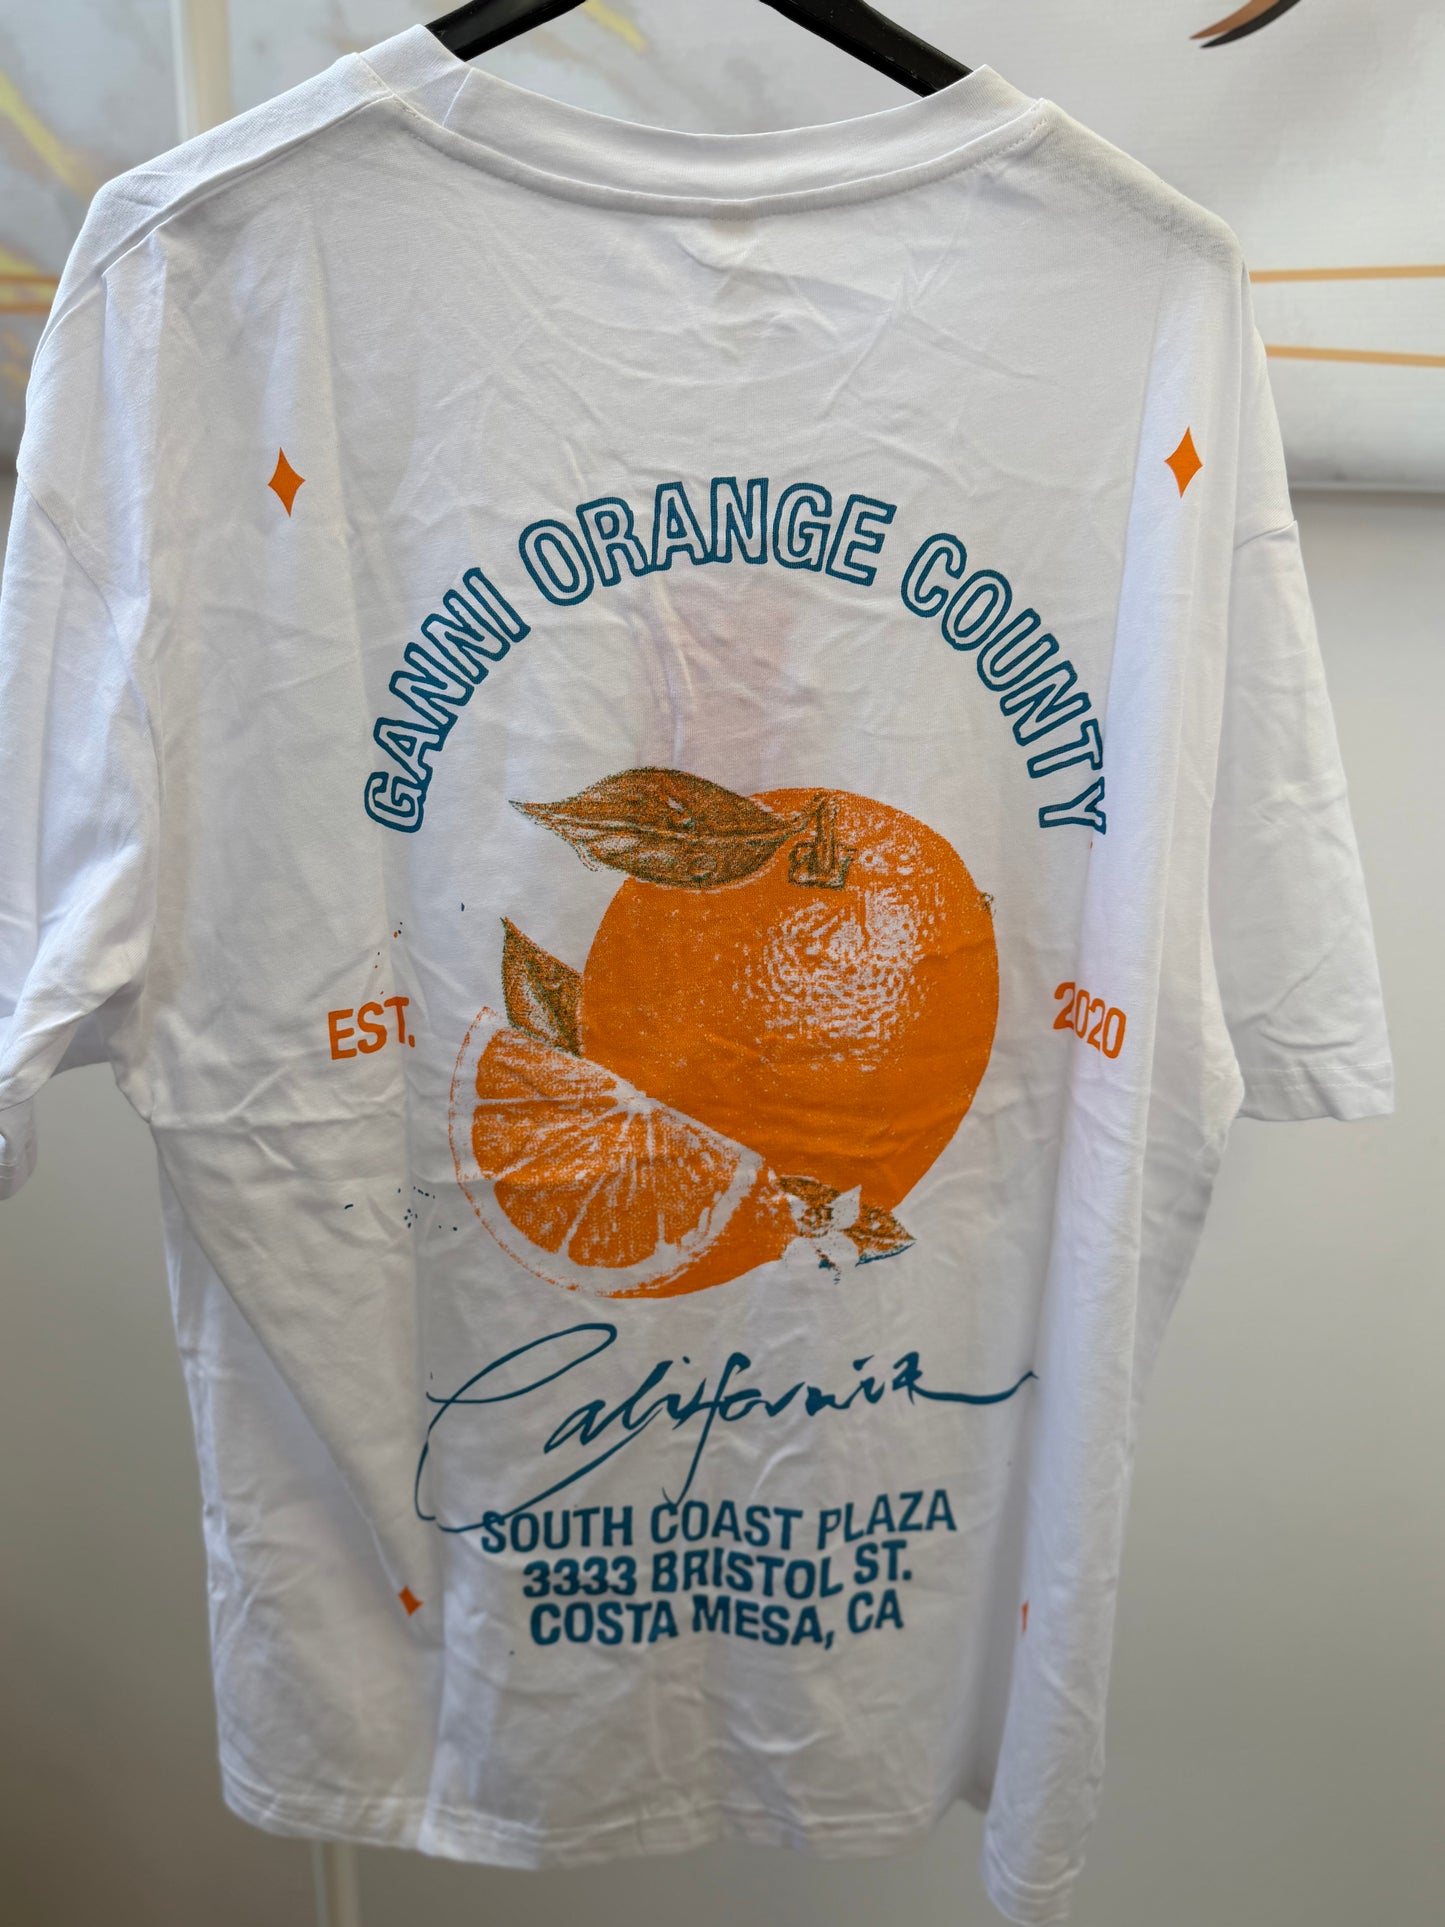 GANNI ORANGE COUNTY
EST. 2020
California
SOUTH COAST PLAZA
3333 BRISTOL ST.
COSTA MESA, CA